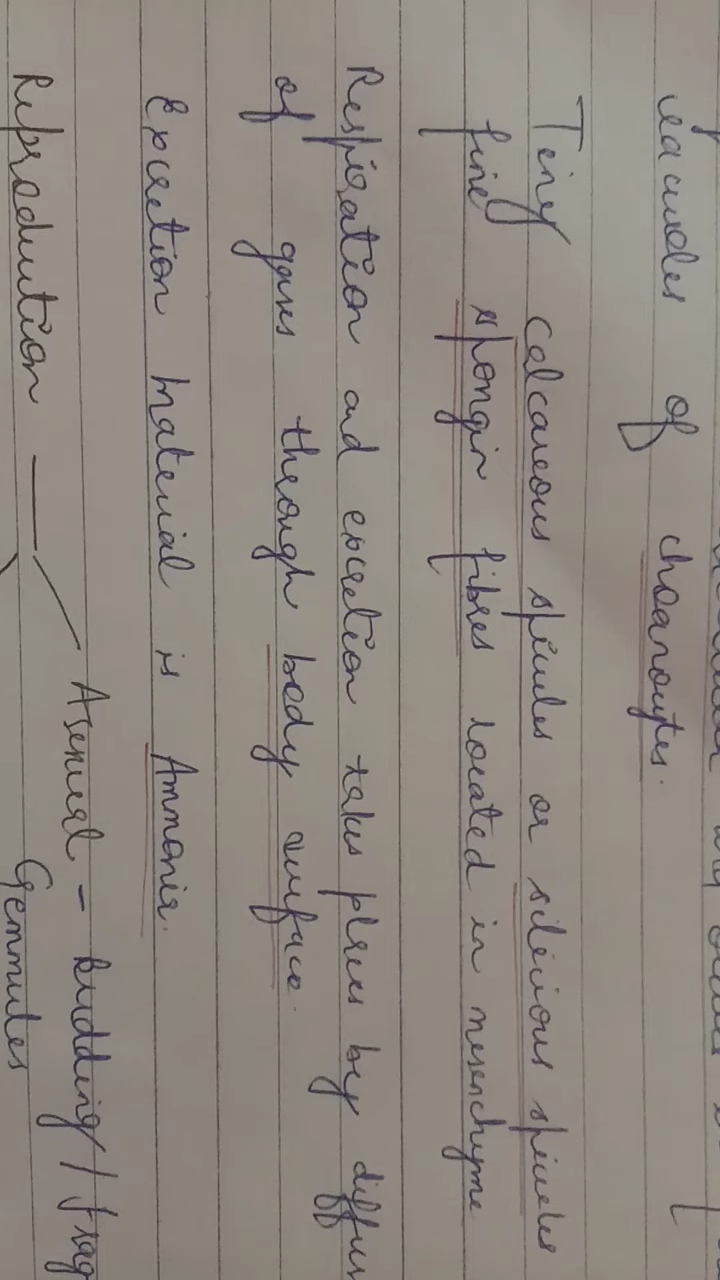 vacuoles of choanocytes.
Tiny calcareous spicules or silicious spicules
fine spongin fibres located in mesenchyme
Respiration and excretion takes places by diffus
of gases through body surface.
Excretion material is Ammonia.
Reproduction — Asexual - Budding / frag
Gemmules